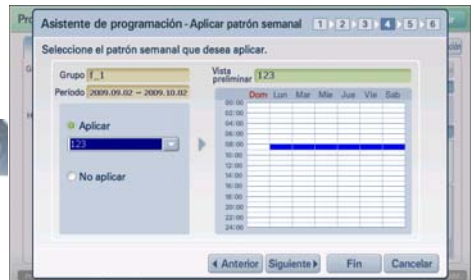 Asistente de programación - Aplicar patrón semanal 1 2 3 4 5 6
Seleccione el patrón semanal que desea aplicar.
Grupo f_1
Período 2009.09.02 ~ 2009.10.02
Aplicar
123
No aplicar
Vista preliminar 123
Dom Lun Mar Mie Jue Vie Sab
00:00
02:00
04:00
06:00
08:00
10:00
12:00
14:00
16:00
18:00
20:00
22:00
24:00
Anterior Siguiente Fin Cancelar